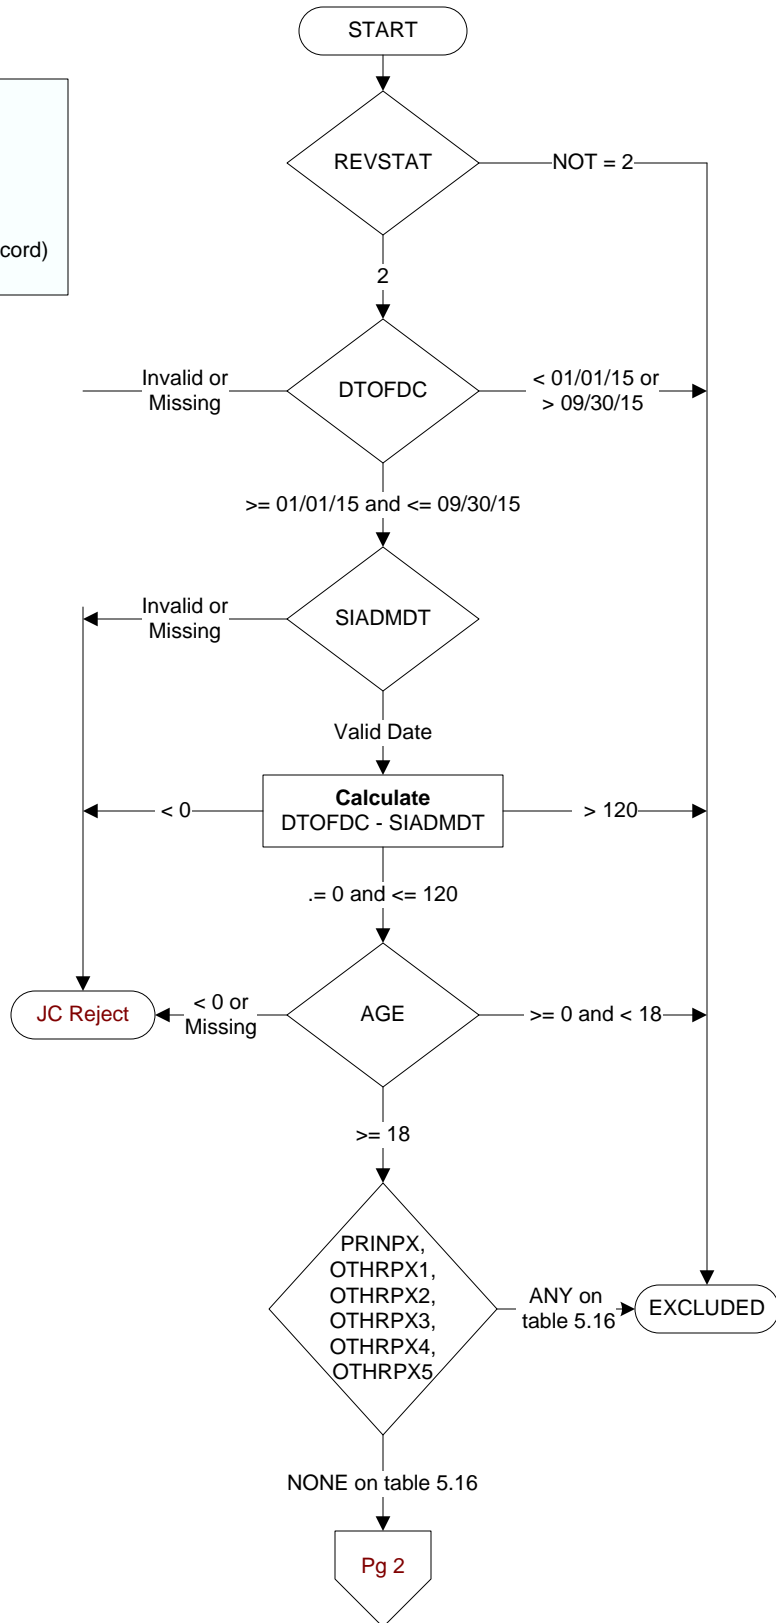 START
REVSTAT
NOT = 2
cord)
2
Invalid or
Missing
DTOFDC
< 01/01/15 or
> 09/30/15
>= 01/01/15 and <= 09/30/15
Invalid or
Missing
SIADMDT
Valid Date
< 0
Calculate
DTOFDC - SIADMDT
> 120
.= 0 and <= 120
JC Reject
< 0 or
Missing
AGE
>= 0 and < 18
>= 18
PRINPX,
OTHRPX1,
OTHRPX2,
OTHRPX3,
OTHRPX4,
OTHRPX5
ANY on
table 5.16
EXCLUDED
NONE on table 5.16
Pg 2